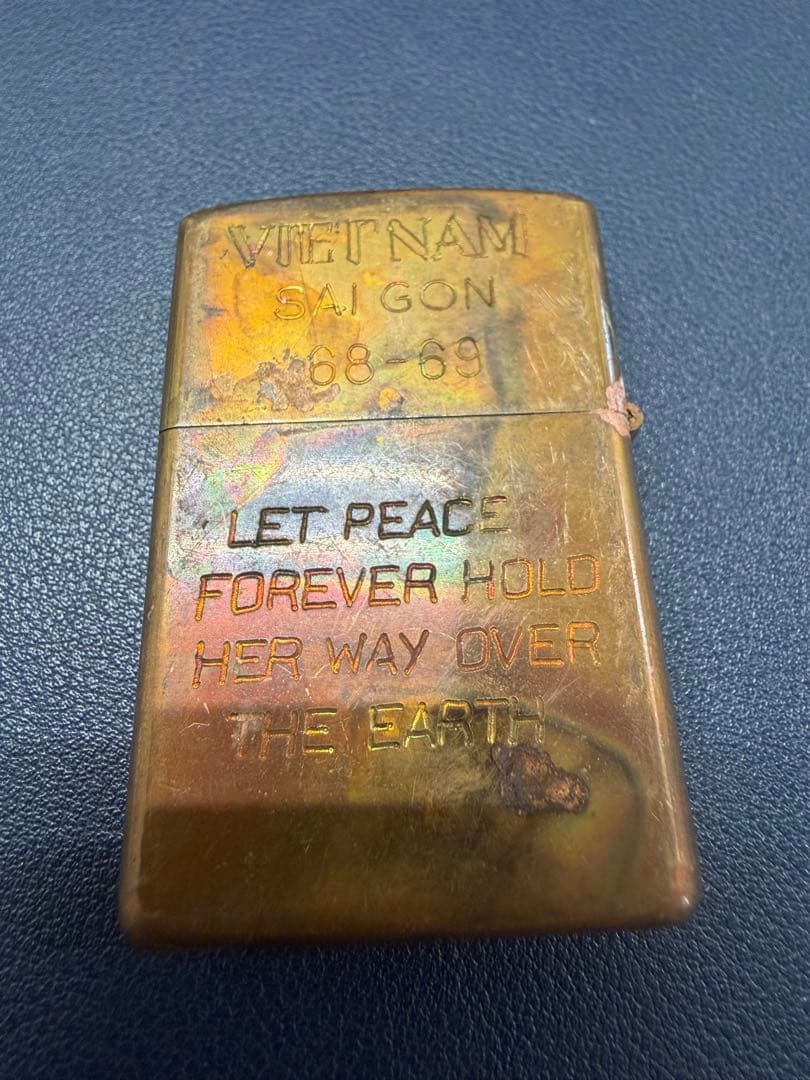 VIETNAM
SAI GON
68-69
LET PEACE
FOREVER HOLD
HER WAY OVER
THE EARTH